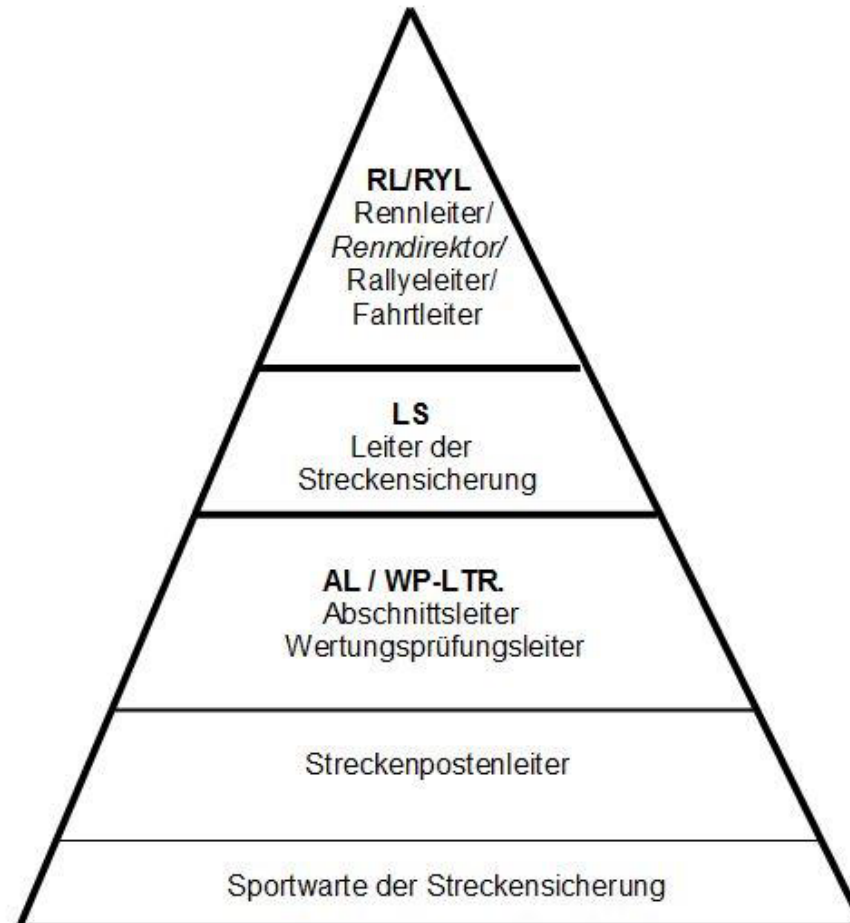 RL/RYL
Rennleiter/
Renndirektor/
Rallyeleiter/
Fahrtleiter
LS
Leiter der
Streckensicherung
AL / WP-LTR.
Abschnittsleiter
Wertungsprüfungsleiter
Streckenpostenleiter
Sportwarte der Streckensicherung